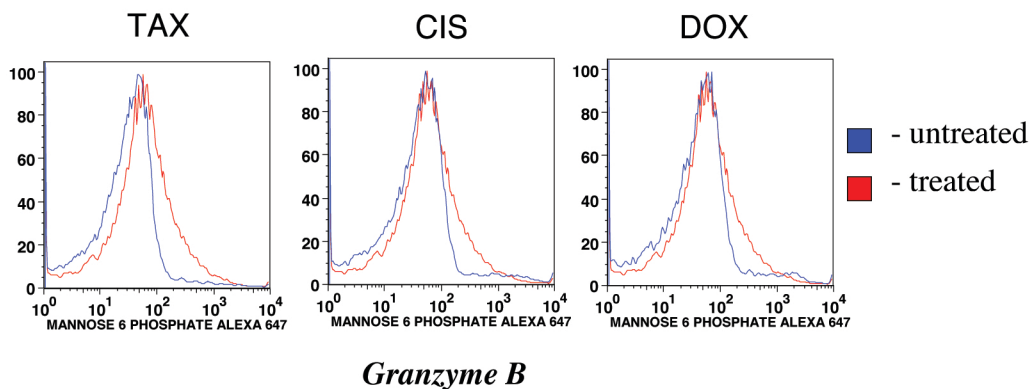 TAX CIS DOX
100 100 100
80 80 80
60 60 60
40 40 40
20 20 20
0 0 0
10^0 10^1 10^2 10^3 10^4 10^0 10^1 10^2 10^3 10^4 10^0 10^1 10^2 10^3 10^4
MANNOSE 6 PHOSPHATE ALEXA 647 MANNOSE 6 PHOSPHATE ALEXA 647 MANNOSE 6 PHOSPHATE ALEXA 647
- untreated
- treated
Granzyme B